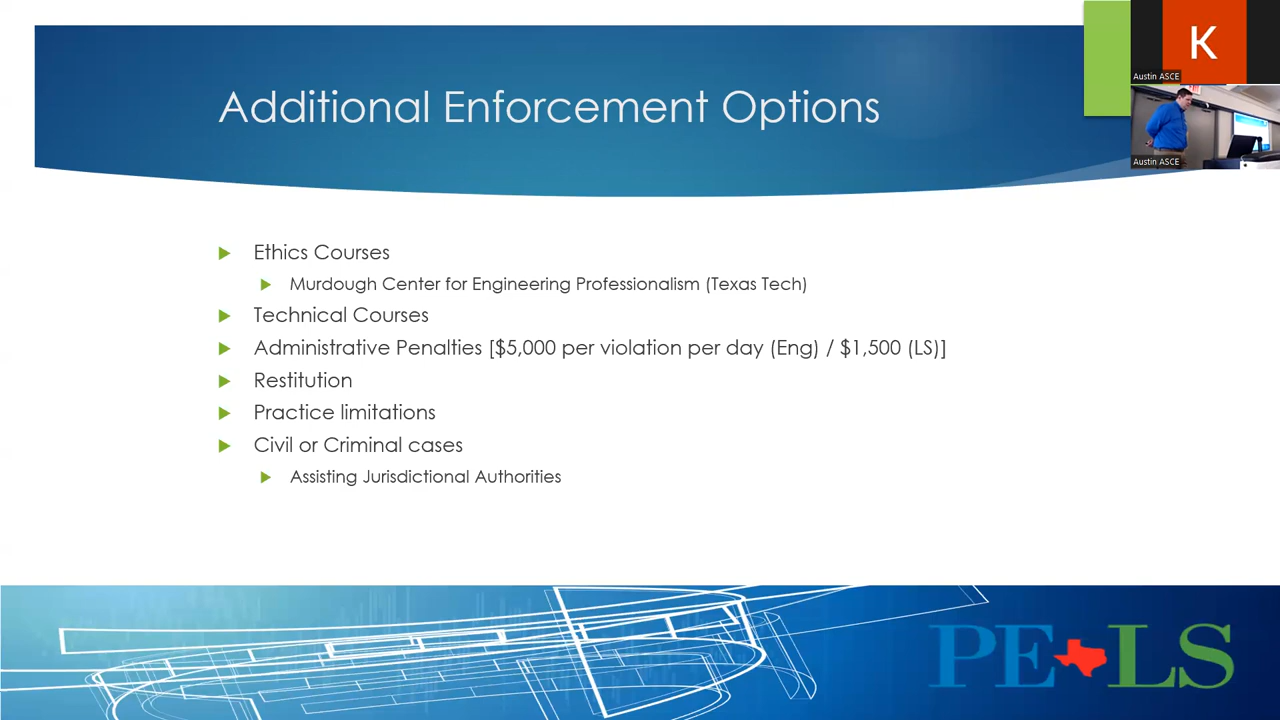 Additional Enforcement Options
K
Austin ASCE
Austin ASCE
Ethics Courses
Murdough Center for Engineering Professionalism (Texas Tech)
Technical Courses
Administrative Penalties [$5,000 per violation per day (Eng) / $1,500 (LS)]
Restitution
Practice limitations
Civil or Criminal cases
Assisting Jurisdictional Authorities
PE LS